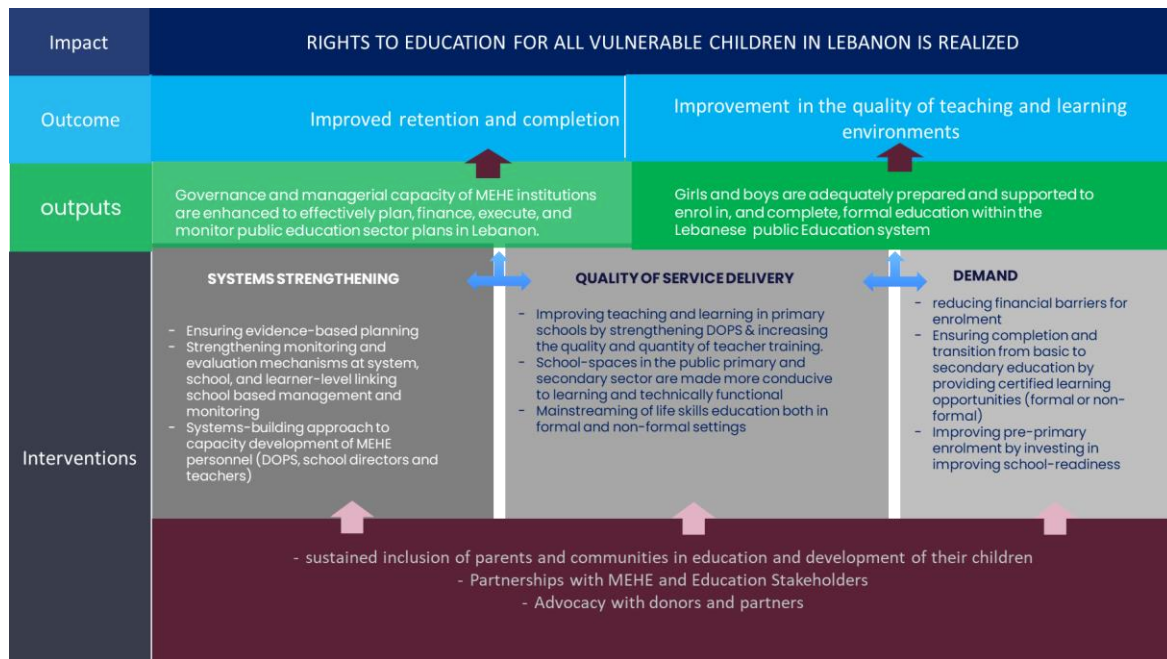 Impact
RIGHTS TO EDUCATION FOR ALL VULNERABLE CHILDREN IN LEBANON IS REALIZED
Outcome
Improved retention and completion
Improvement in the quality of teaching and learning
environments
outputs
Governance and managerial capacity of MEHE institutions
are enhanced to effectively plan, finance, execute, and
monitor public education sector plans in Lebanon.
Girls and boys are adequately prepared and supported to
enrol in, and complete, formal education within the
Lebanese public Education system
Interventions
SYSTEMS STRENGTHENING
- Ensuring evidence-based planning
- Strengthening monitoring and
evaluation mechanisms at system,
school, and learner-level linking
school based management and
monitoring
- Systems-building approach to
capacity development of MEHE
personnel (DOPS, school directors and
teachers)
QUALITY OF SERVICE DELIVERY
- Improving teaching and learning in primary
schools by strengthening DOPS & increasing
the quality and quantity of teacher training.
- School-spaces in the public primary and
secondary sector are made more conducive
to learning and technically functional
- Mainstreaming of life skills education both in
formal and non-formal settings
DEMAND
- reducing financial barriers for
enrolment
- Ensuring completion and
transition from basic to
secondary education by
providing certified learning
opportunities (formal or non-
formal)
- Improving pre-primary
enrolment by investing in
improving school-readiness
- sustained inclusion of parents and communities in education and development of their children
- Partnerships with MEHE and Education Stakeholders
- Advocacy with donors and partners